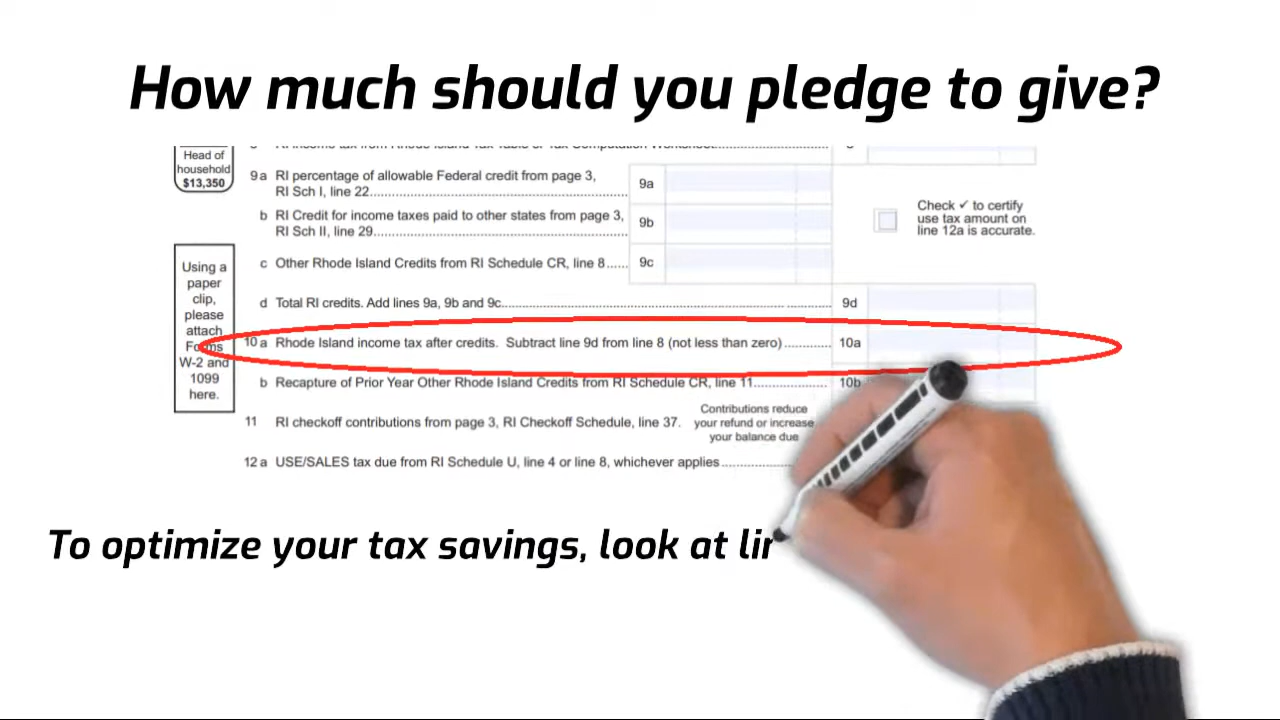 How much should you pledge to give?
Head of
household
$13,350
9a RI percentage of allowable Federal credit from page 3,
RI Sch I, line 22
9a
b RI Credit for income taxes paid to other states from page 3,
RI Sch II, line 29
9b
Check ✓ to certify
use tax amount on
line 12a is accurate.
c Other Rhode Island Credits from RI Schedule CR, line 8......
9c
Using a
paper
clip,
please
attach
Forms
W-2 and
1099
here.
d Total RI credits. Add lines 9a, 9b and 9c
9d
10 a Rhode Island income tax after credits. Subtract line 9d from line 8 (not less than zero)
10a
b Recapture of Prior Year Other Rhode Island Credits from RI Schedule CR, line 11
10b
11 RI checkoff contributions from page 3, RI Checkoff Schedule, line 37.
Contributions reduce
your refund or increase
your balance due
12 a USE/SALES tax due from RI Schedule U, line 4 or line 8, whichever applies
To optimize your tax savings, look at